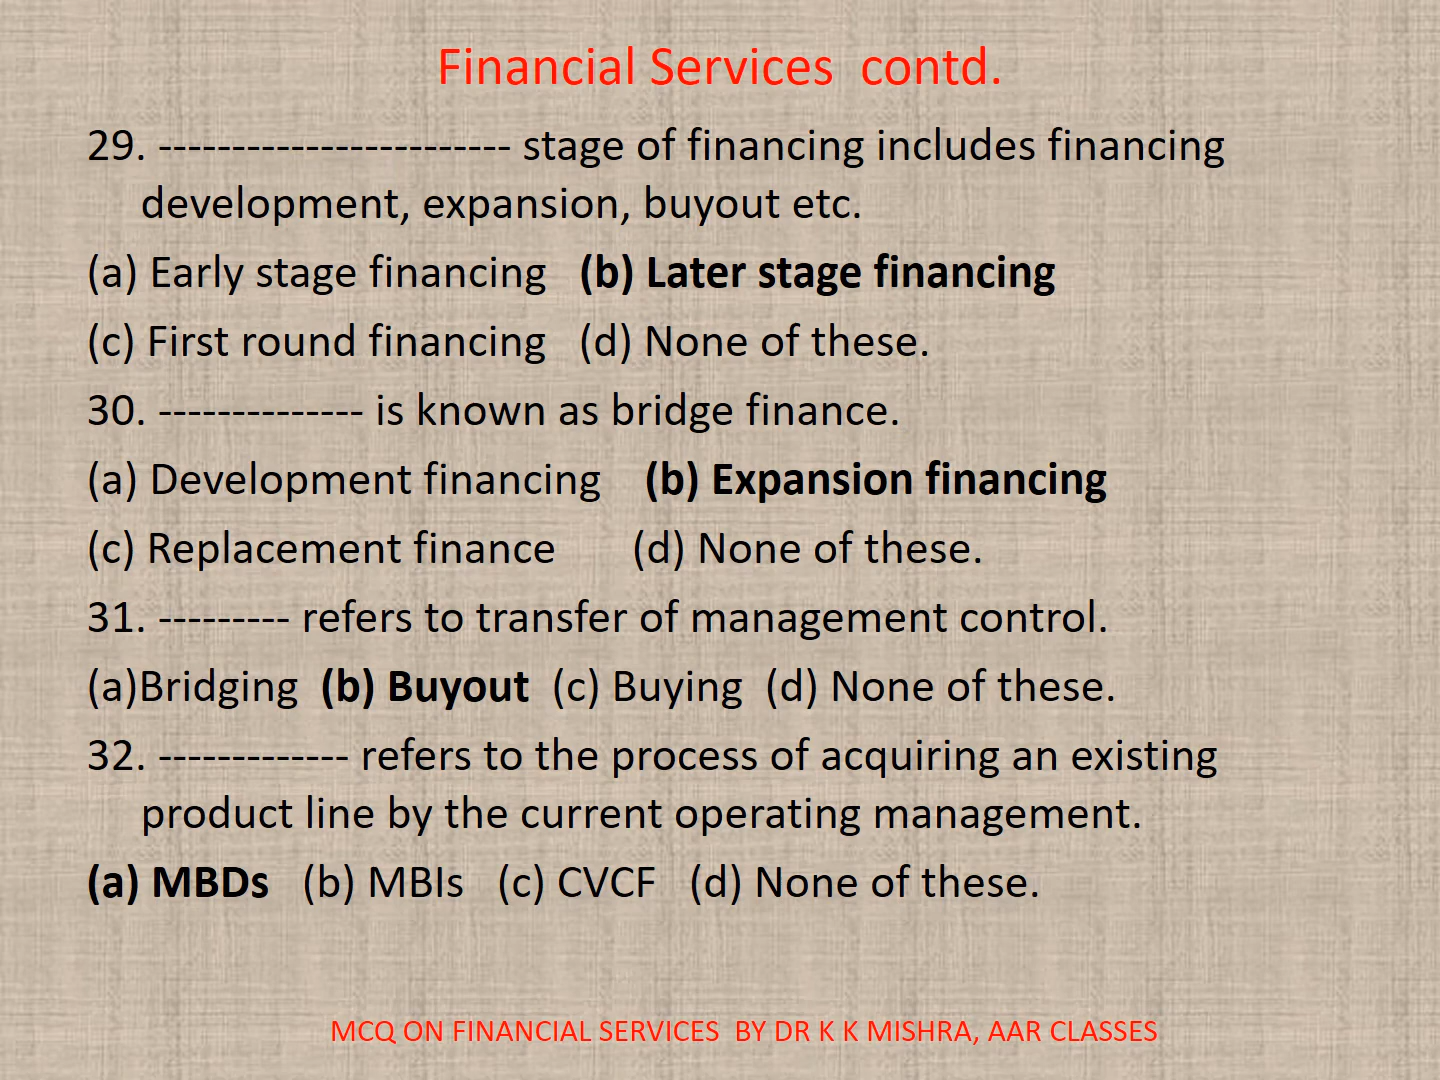 Financial Services contd.
29. ------------------------ stage of financing includes financing
development, expansion, buyout etc.
(a) Early stage financing (b) Later stage financing
(c) First round financing (d) None of these.
30. -------------- is known as bridge finance.
(a) Development financing (b) Expansion financing
(c) Replacement finance (d) None of these.
31. --------- refers to transfer of management control.
(a)Bridging (b) Buyout (c) Buying (d) None of these.
32. ------------- refers to the process of acquiring an existing
product line by the current operating management.
(a) MBDs (b) MBIs (c) CVCF (d) None of these.
MCQ ON FINANCIAL SERVICES BY DR K K MISHRA, AAR CLASSES